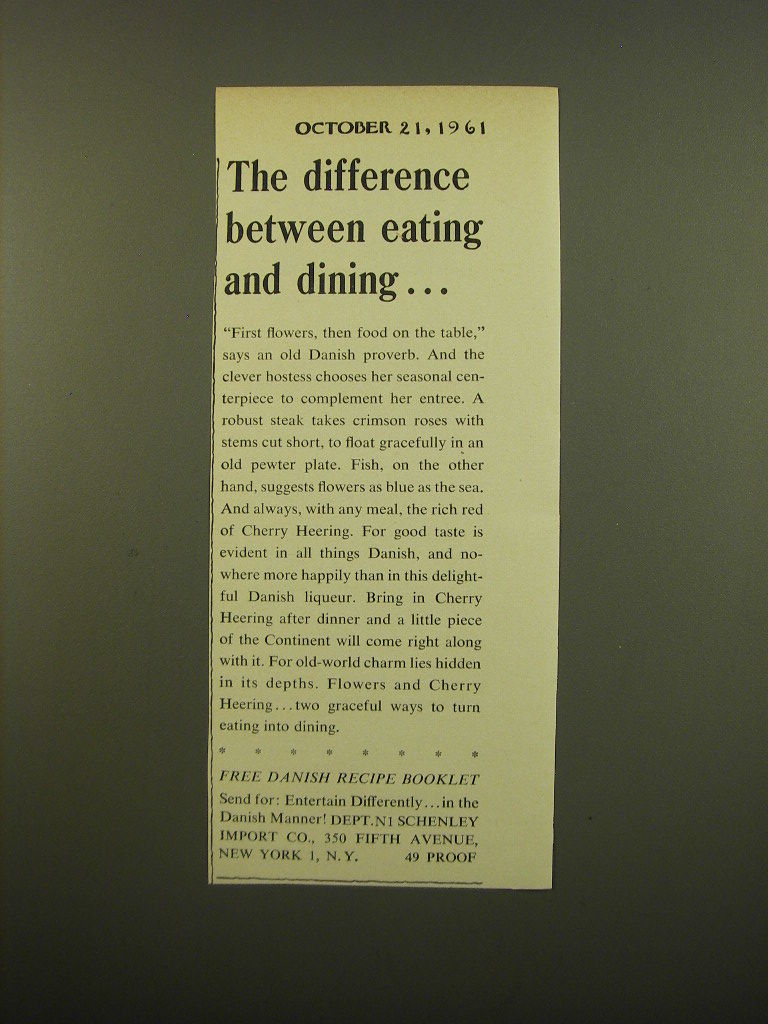 OCTOBER 21, 1961
The difference
between eating
and dining...
“First flowers, then food on the table,”
says an old Danish proverb. And the
clever hostess chooses her seasonal cen-
terpiece to complement her entree. A
robust steak takes crimson roses with
stems cut short, to float gracefully in an
old pewter plate. Fish, on the other
hand, suggests flowers as blue as the sea.
And always, with any meal, the rich red
of Cherry Heering. For good taste is
evident in all things Danish, and no-
where more happily than in this delight-
ful Danish liqueur. Bring in Cherry
Heering after dinner and a little piece
of the Continent will come right along
with it. For old-world charm lies hidden
in its depths. Flowers and Cherry
Heering...two graceful ways to turn
eating into dining.
* * * * * * * *
FREE DANISH RECIPE BOOKLET
Send for: Entertain Differently...in the
Danish Manner! DEPT.N1 SCHENLEY
IMPORT CO., 350 FIFTH AVENUE,
NEW YORK 1, N.Y. 49 PROOF